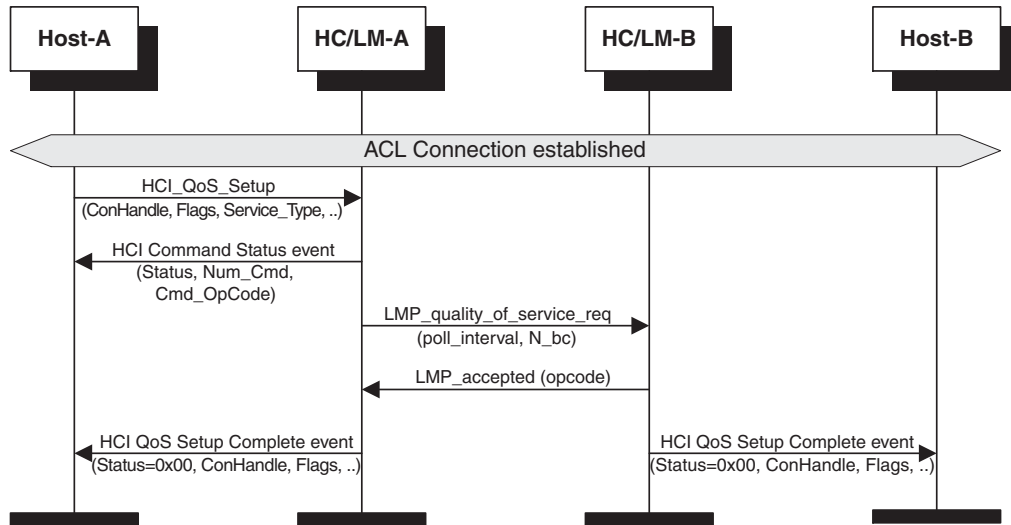 Host-A
HC/LM-A
HC/LM-B
Host-B
ACL Connection established
HCI_QoS_Setup
(ConHandle, Flags, Service_Type, ..)
HCI Command Status event
(Status, Num_Cmd,
Cmd_OpCode)
LMP_quality_of_service_req
(poll_interval, N_bc)
LMP_accepted (opcode)
HCI QoS Setup Complete event
(Status=0x00, ConHandle, Flags, ..)
HCI QoS Setup Complete event
(Status=0x00, ConHandle, Flags, ..)